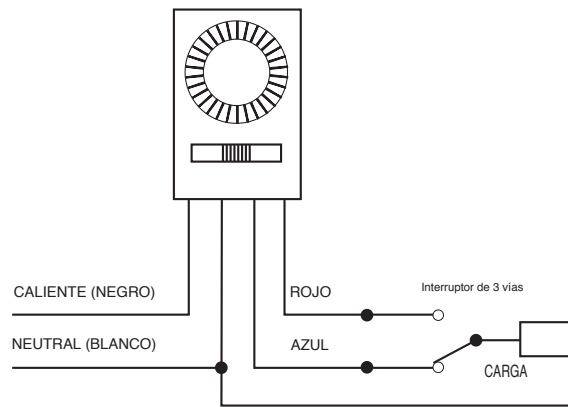 CALIENTE (NEGRO)
ROJO
Interruptor de 3 vías
NEUTRAL (BLANCO)
AZUL
CARGA